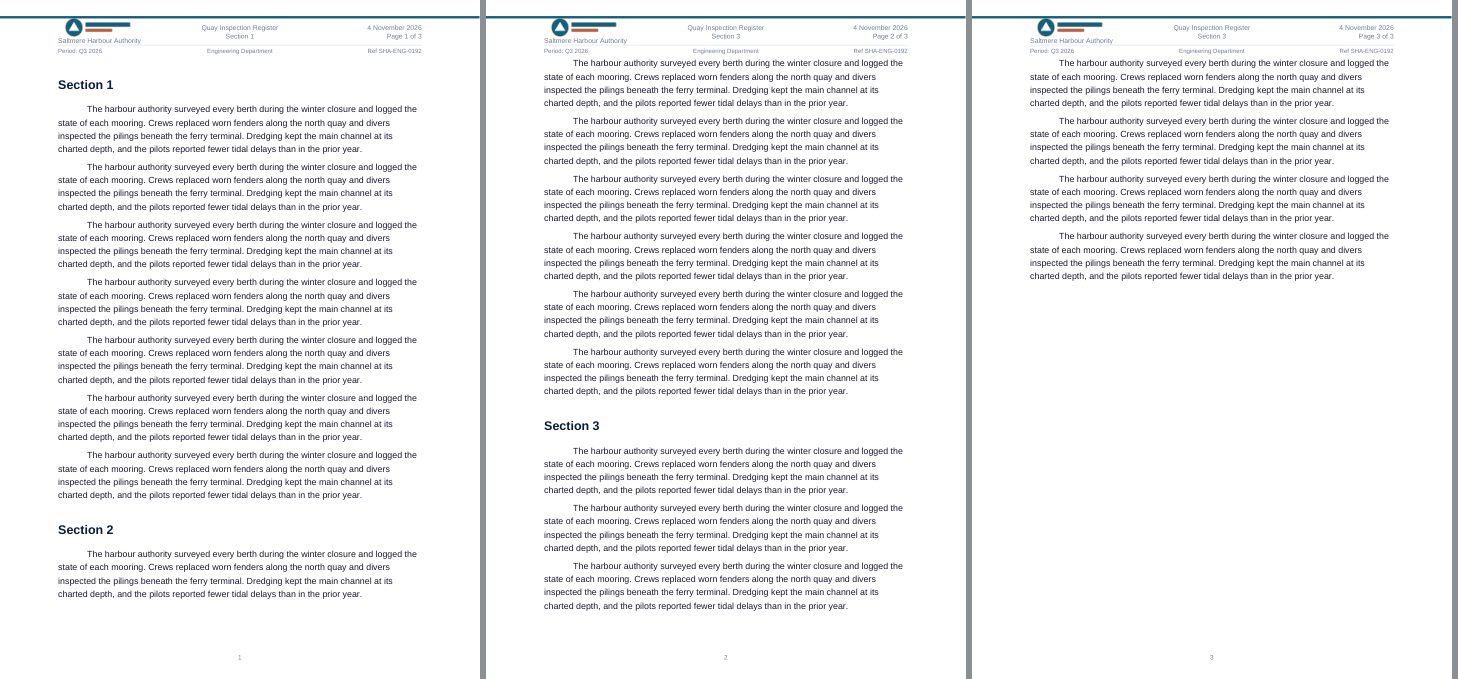 Saltmere Harbour Authority
Quay Inspection Register
Section 1
4 November 2026
Page 1 of 3
Period: Q3 2026
Engineering Department
Ref SHA-ENG-0192
Section 1
The harbour authority surveyed every berth during the winter closure and logged the
state of each mooring. Crews replaced worn fenders along the north quay and divers
inspected the pilings beneath the ferry terminal. Dredging kept the main channel at its
charted depth, and the pilots reported fewer tidal delays than in the prior year.
The harbour authority surveyed every berth during the winter closure and logged the
state of each mooring. Crews replaced worn fenders along the north quay and divers
inspected the pilings beneath the ferry terminal. Dredging kept the main channel at its
charted depth, and the pilots reported fewer tidal delays than in the prior year.
The harbour authority surveyed every berth during the winter closure and logged the
state of each mooring. Crews replaced worn fenders along the north quay and divers
inspected the pilings beneath the ferry terminal. Dredging kept the main channel at its
charted depth, and the pilots reported fewer tidal delays than in the prior year.
The harbour authority surveyed every berth during the winter closure and logged the
state of each mooring. Crews replaced worn fenders along the north quay and divers
inspected the pilings beneath the ferry terminal. Dredging kept the main channel at its
charted depth, and the pilots reported fewer tidal delays than in the prior year.
The harbour authority surveyed every berth during the winter closure and logged the
state of each mooring. Crews replaced worn fenders along the north quay and divers
inspected the pilings beneath the ferry terminal. Dredging kept the main channel at its
charted depth, and the pilots reported fewer tidal delays than in the prior year.
The harbour authority surveyed every berth during the winter closure and logged the
state of each mooring. Crews replaced worn fenders along the north quay and divers
inspected the pilings beneath the ferry terminal. Dredging kept the main channel at its
charted depth, and the pilots reported fewer tidal delays than in the prior year.
The harbour authority surveyed every berth during the winter closure and logged the
state of each mooring. Crews replaced worn fenders along the north quay and divers
inspected the pilings beneath the ferry terminal. Dredging kept the main channel at its
charted depth, and the pilots reported fewer tidal delays than in the prior year.
Section 2
The harbour authority surveyed every berth during the winter closure and logged the
state of each mooring. Crews replaced worn fenders along the north quay and divers
inspected the pilings beneath the ferry terminal. Dredging kept the main channel at its
charted depth, and the pilots reported fewer tidal delays than in the prior year.
1
Saltmere Harbour Authority
Quay Inspection Register
Section 3
4 November 2026
Page 2 of 3
Period: Q3 2026
Engineering Department
Ref SHA-ENG-0192
The harbour authority surveyed every berth during the winter closure and logged the
state of each mooring. Crews replaced worn fenders along the north quay and divers
inspected the pilings beneath the ferry terminal. Dredging kept the main channel at its
charted depth, and the pilots reported fewer tidal delays than in the prior year.
The harbour authority surveyed every berth during the winter closure and logged the
state of each mooring. Crews replaced worn fenders along the north quay and divers
inspected the pilings beneath the ferry terminal. Dredging kept the main channel at its
charted depth, and the pilots reported fewer tidal delays than in the prior year.
The harbour authority surveyed every berth during the winter closure and logged the
state of each mooring. Crews replaced worn fenders along the north quay and divers
inspected the pilings beneath the ferry terminal. Dredging kept the main channel at its
charted depth, and the pilots reported fewer tidal delays than in the prior year.
The harbour authority surveyed every berth during the winter closure and logged the
state of each mooring. Crews replaced worn fenders along the north quay and divers
inspected the pilings beneath the ferry terminal. Dredging kept the main channel at its
charted depth, and the pilots reported fewer tidal delays than in the prior year.
The harbour authority surveyed every berth during the winter closure and logged the
state of each mooring. Crews replaced worn fenders along the north quay and divers
inspected the pilings beneath the ferry terminal. Dredging kept the main channel at its
charted depth, and the pilots reported fewer tidal delays than in the prior year.
The harbour authority surveyed every berth during the winter closure and logged the
state of each mooring. Crews replaced worn fenders along the north quay and divers
inspected the pilings beneath the ferry terminal. Dredging kept the main channel at its
charted depth, and the pilots reported fewer tidal delays than in the prior year.
Section 3
The harbour authority surveyed every berth during the winter closure and logged the
state of each mooring. Crews replaced worn fenders along the north quay and divers
inspected the pilings beneath the ferry terminal. Dredging kept the main channel at its
charted depth, and the pilots reported fewer tidal delays than in the prior year.
The harbour authority surveyed every berth during the winter closure and logged the
state of each mooring. Crews replaced worn fenders along the north quay and divers
inspected the pilings beneath the ferry terminal. Dredging kept the main channel at its
charted depth, and the pilots reported fewer tidal delays than in the prior year.
The harbour authority surveyed every berth during the winter closure and logged the
state of each mooring. Crews replaced worn fenders along the north quay and divers
inspected the pilings beneath the ferry terminal. Dredging kept the main channel at its
charted depth, and the pilots reported fewer tidal delays than in the prior year.
2
Saltmere Harbour Authority
Quay Inspection Register
Section 3
4 November 2026
Page 3 of 3
Period: Q3 2026
Engineering Department
Ref SHA-ENG-0192
The harbour authority surveyed every berth during the winter closure and logged the
state of each mooring. Crews replaced worn fenders along the north quay and divers
inspected the pilings beneath the ferry terminal. Dredging kept the main channel at its
charted depth, and the pilots reported fewer tidal delays than in the prior year.
The harbour authority surveyed every berth during the winter closure and logged the
state of each mooring. Crews replaced worn fenders along the north quay and divers
inspected the pilings beneath the ferry terminal. Dredging kept the main channel at its
charted depth, and the pilots reported fewer tidal delays than in the prior year.
The harbour authority surveyed every berth during the winter closure and logged the
state of each mooring. Crews replaced worn fenders along the north quay and divers
inspected the pilings beneath the ferry terminal. Dredging kept the main channel at its
charted depth, and the pilots reported fewer tidal delays than in the prior year.
The harbour authority surveyed every berth during the winter closure and logged the
state of each mooring. Crews replaced worn fenders along the north quay and divers
inspected the pilings beneath the ferry terminal. Dredging kept the main channel at its
charted depth, and the pilots reported fewer tidal delays than in the prior year.
3